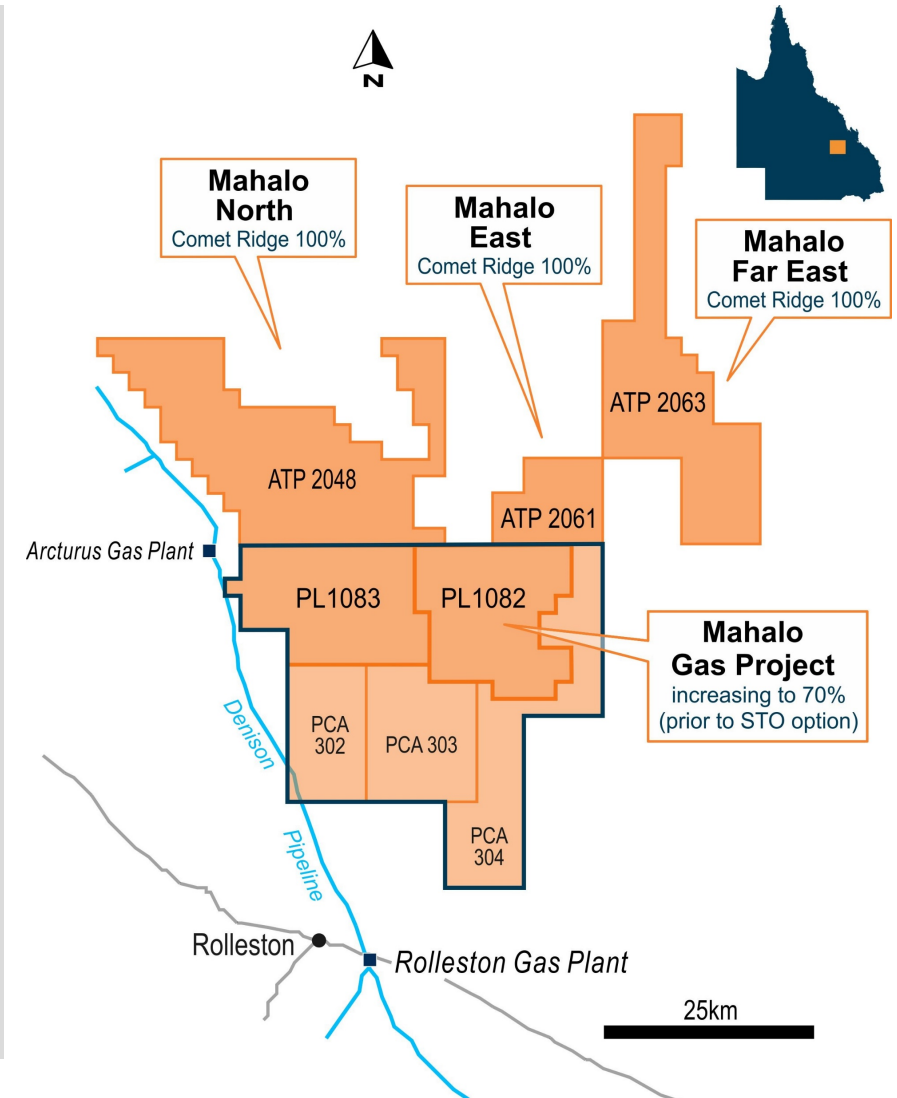 N
Mahalo
North
Comet Ridge 100%
Mahalo
East
Comet Ridge 100%
Mahalo
Far East
Comet Ridge 100%
ATP 2063
ATP 2048
ATP 2061
Arcturus Gas Plant
PL1083
PL1082
Mahalo
Gas Project
increasing to 70%
(prior to STO option)
Denison
Pipeline
PCA
302
PCA 303
PCA
304
Rolleston
Rolleston Gas Plant
25km